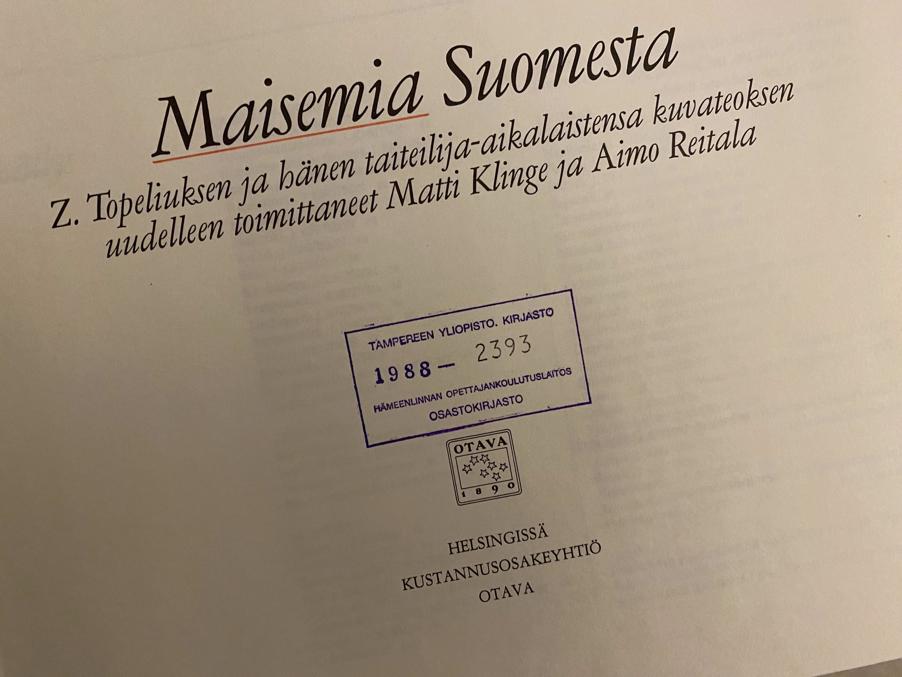 Maisemia Suomesta
Z. Topeliuksen ja hänen taiteilija-aikalaistensa kuvateoksen
uudelleen toimittaneet Matti Klinge ja Aimo Reitala
TAMPEREEN YLIOPISTO. KIRJASTO
1988— 2393
HÄMEENLINNAN OPETTAJANKOULUTUSLAITOS
OSASTOKIRJASTO
OTAVA
1890
HELSINGISSÄ
KUSTANNUSOSAKEYHTIÖ
OTAVA